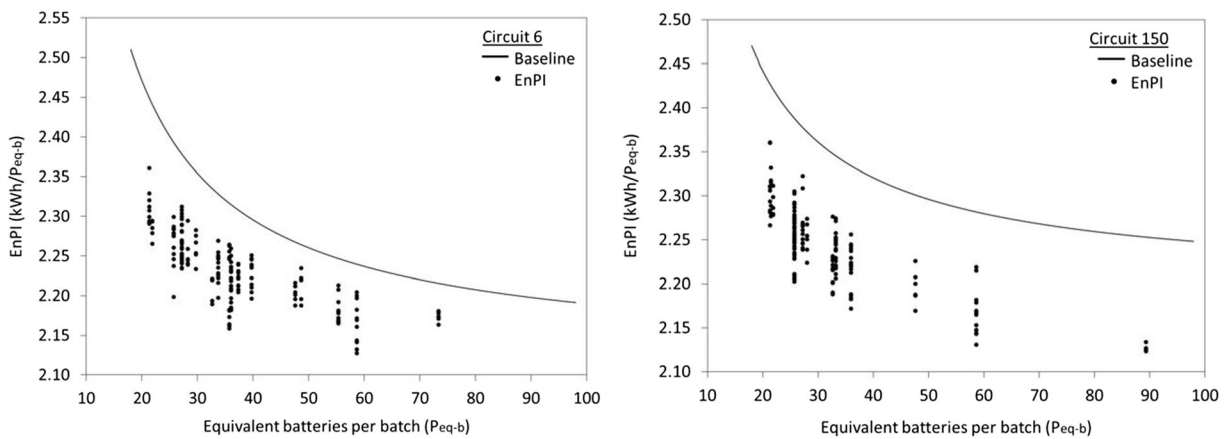 2.55
2.50
2.45
2.40
2.35
2.30
2.25
2.20
2.15
2.10
EnPI (kWh/Peq-b)
Circuit 6
Baseline
EnPI
10 20 30 40 50 60 70 80 90 100
Equivalent batteries per batch (Peq-b)
2.50
2.45
2.40
2.35
2.30
2.25
2.20
2.15
2.10
EnPI (kWh/Peq-b)
Circuit 150
Baseline
EnPI
10 20 30 40 50 60 70 80 90 100
Equivalent batteries per batch (Peq-b)